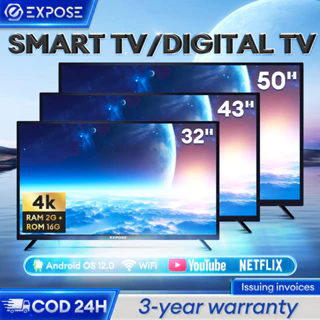 EXPOSE
SMART TV/DIGITAL TV
50"
43"
32"
4k
RAM 2G +
ROM 16G
EXPOSE
Android OS 12.0 WiFi YouTube NETFLIX
Issuing invoices
COD 24H 3-year warranty